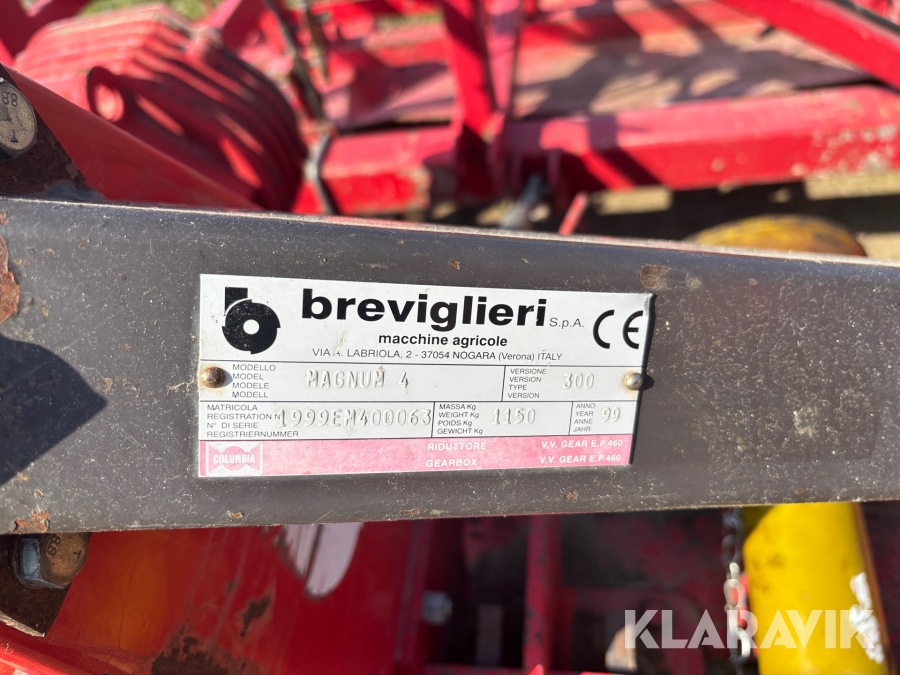 breviglieri S.p.A. CE
macchine agricole
VIA A. LABRIOLA, 2 - 37054 NOGARA (Verona) ITALY
MODELLO
MODEL
MODELE
MODELL
MAGNUM 4
VERSIONE
VERSION
TYPE
VERSION
300
MATRICOLA
REGISTRATION N°
N° DI SERIE
REGISTRIERNUMMER
1999EM400063
MASSA Kg
WEIGHT Kg
POIDS Kg
GEWICHT Kg
1150
ANNO
YEAR
ANNE
JAHR
99
COLUMBIA
RIDUTTORE V.V. GEAR E.P.460
GEARBOX V.V. GEAR E.P.460
88
KLARAVIK